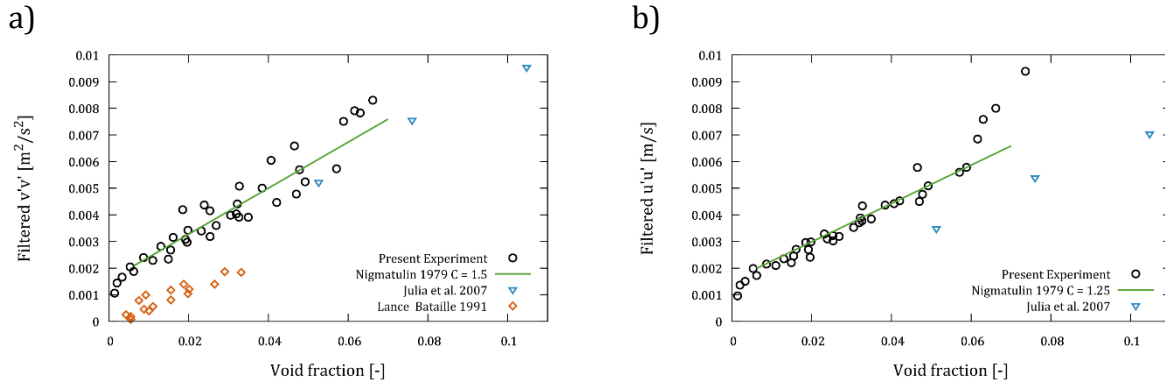 a)
0.01
0.009
0.008
0.007
0.006
0.005
0.004
0.003
0.002
0.001
0
Filtered v'v' [m²/s²]
Present Experiment
Nigmatulin 1979 C = 1.5
Julia et al. 2007
Lance Bataille 1991
0 0.02 0.04 0.06 0.08 0.1
Void fraction [-]
b)
0.01
0.009
0.008
0.007
0.006
0.005
0.004
0.003
0.002
0.001
0
Filtered u'u' [m/s]
Present Experiment
Nigmatulin 1979 C = 1.25
Julia et al. 2007
0 0.02 0.04 0.06 0.08 0.1
Void fraction [-]